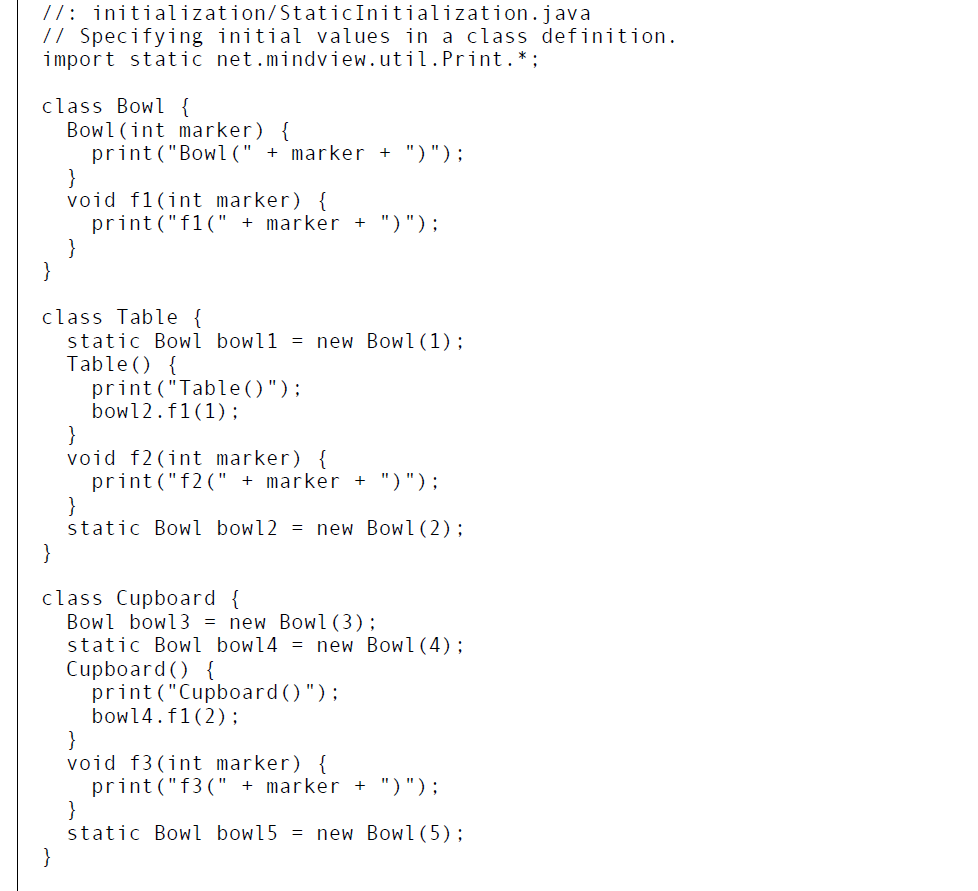 //: initialization/StaticInitialization.java
// Specifying initial values in a class definition.
import static net.mindview.util.Print.*;

class Bowl {
  Bowl(int marker) {
    print("Bowl(" + marker + ")");
  }
  void f1(int marker) {
    print("f1(" + marker + ")");
  }
}

class Table {
  static Bowl bowl1 = new Bowl(1);
  Table() {
    print("Table()");
    bowl2.f1(1);
  }
  void f2(int marker) {
    print("f2(" + marker + ")");
  }
  static Bowl bowl2 = new Bowl(2);
}

class Cupboard {
  Bowl bowl3 = new Bowl(3);
  static Bowl bowl4 = new Bowl(4);
  Cupboard() {
    print("Cupboard()");
    bowl4.f1(2);
  }
  void f3(int marker) {
    print("f3(" + marker + ")");
  }
  static Bowl bowl5 = new Bowl(5);
}